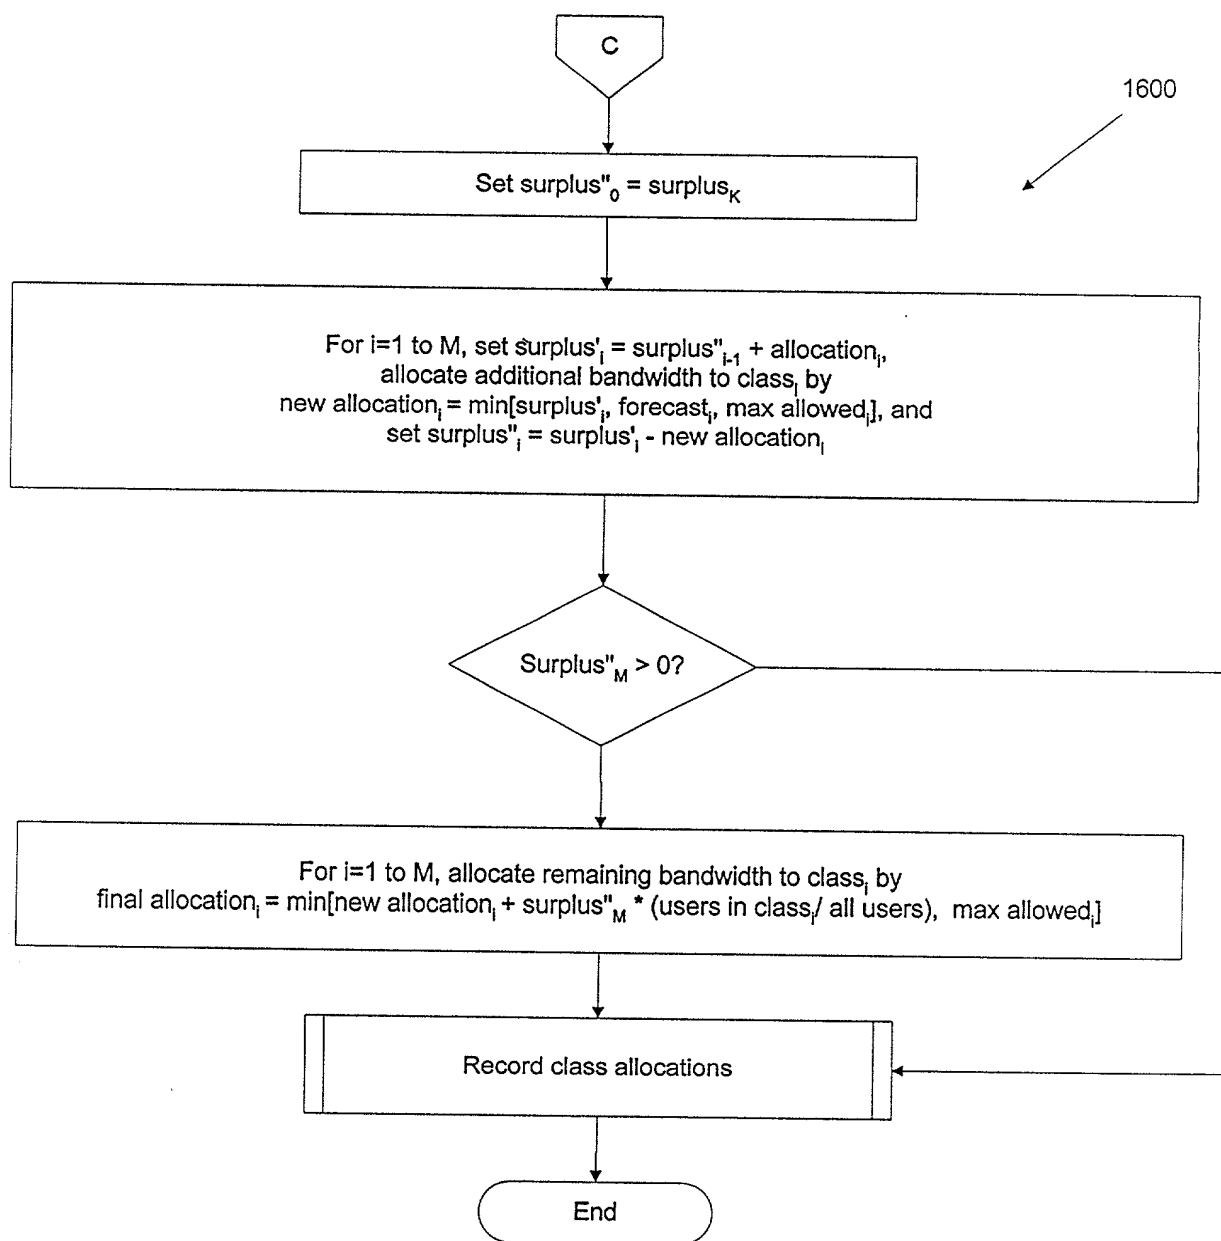 C
1600
Set surplus"₀ = surplusK
For i=1 to M, set surplus'ᵢ = surplus"ᵢ₋₁ + allocationᵢ,
allocate additional bandwidth to classᵢ by
new allocationᵢ = min[surplus'ᵢ, forecastᵢ, max allowedᵢ], and
set surplus"ᵢ = surplus'ᵢ - new allocationᵢ
Surplus"M > 0?
For i=1 to M, allocate remaining bandwidth to classᵢ by
final allocationᵢ = min[new allocationᵢ + surplus"M * (users in classᵢ/ all users), max allowedᵢ]
Record class allocations
End